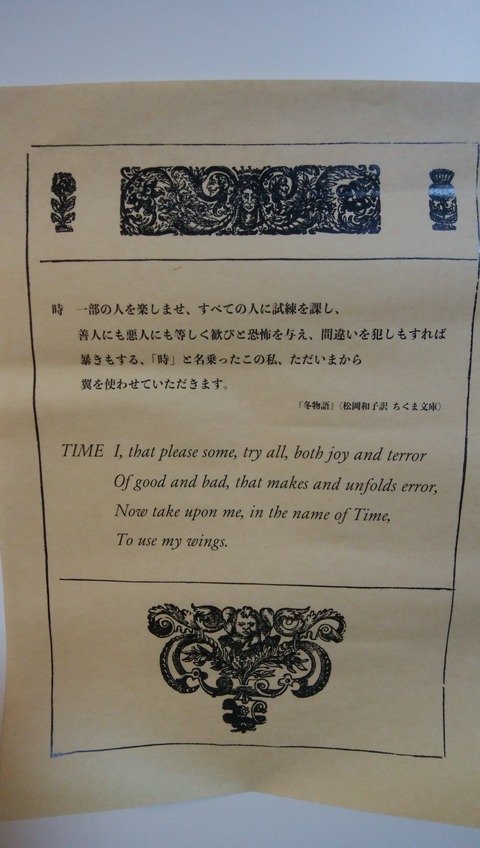 時　一部の人を楽しませ、すべての人に試練を課し、
善人にも悪人にも等しく歓びと恐怖を与え、間違いを犯しもすれば
暴きもする、「時」と名乗ったこの私、ただいまから
翼を使わせていただきます。
『冬物語』（松岡和子訳 ちくま文庫）
TIME I, that please some, try all, both joy and terror
Of good and bad, that makes and unfolds error,
Now take upon me, in the name of Time,
To use my wings.